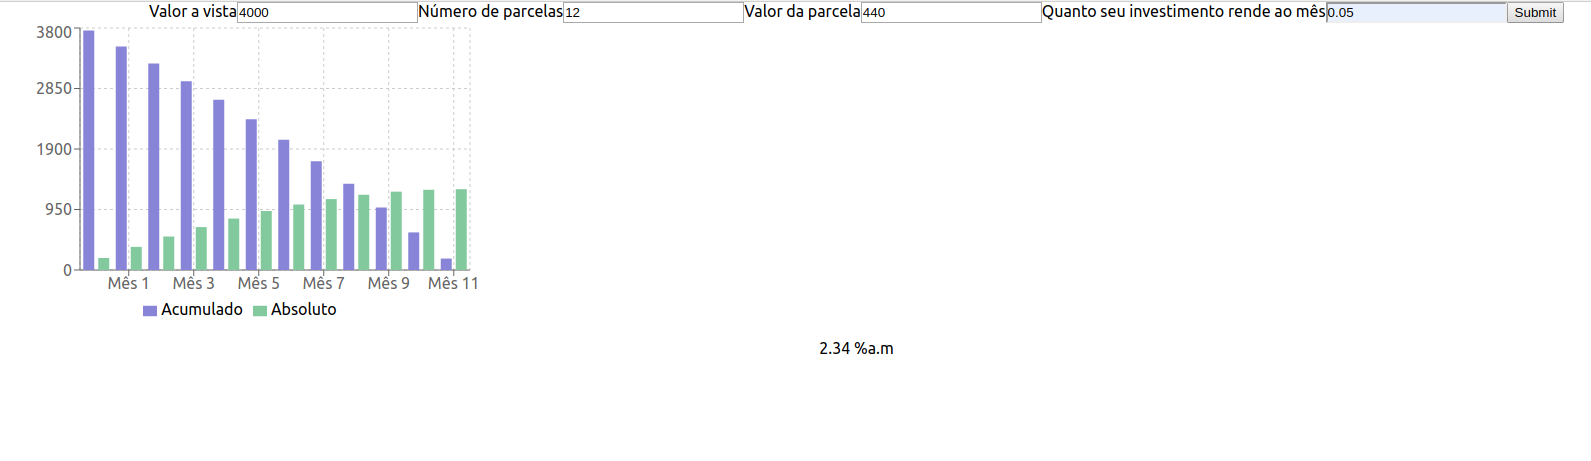 Valor a vista 4000 Número de parcelas 12 Valor da parcela 440 Quanto seu investimento rende ao mês 0.05 Submit
3800
2850
1900
950
0
Mês 1 Mês 3 Mês 5 Mês 7 Mês 9 Mês 11
Acumulado Absoluto
2.34 %a.m